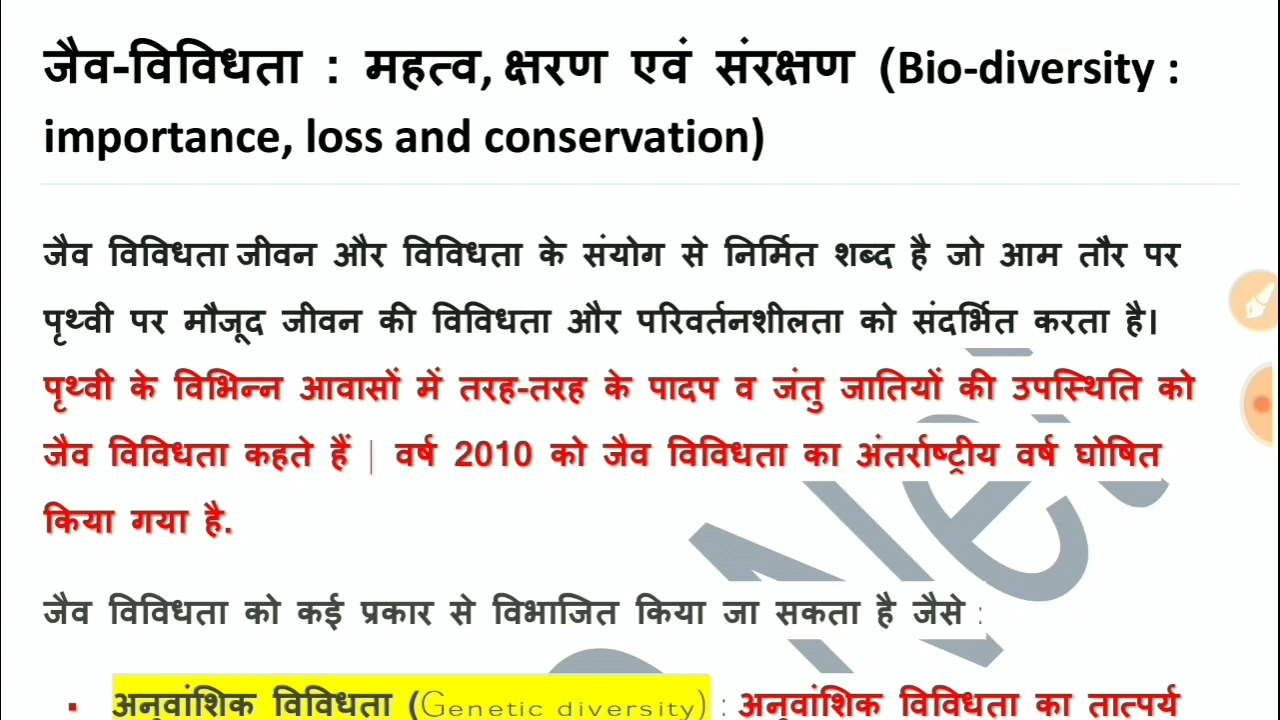 जैव-विविधता : महत्व, क्षरण एवं संरक्षण (Bio-diversity :
importance, loss and conservation)
जैव विविधता जीवन और विविधता के संयोग से निर्मित शब्द है जो आम तौर पर
पृथ्वी पर मौजूद जीवन की विविधता और परिवर्तनशीलता को संदर्भित करता है।
पृथ्वी के विभिन्न आवासों में तरह-तरह के पादप व जंतु जातियों की उपस्थिति को
जैव विविधता कहते हैं | वर्ष 2010 को जैव विविधता का अंतर्राष्ट्रीय वर्ष घोषित
किया गया है.
जैव विविधता को कई प्रकार से विभाजित किया जा सकता है जैसे :
▪ अनुवांशिक विविधता (Genetic diversity) : अनुवांशिक विविधता का तात्पर्य